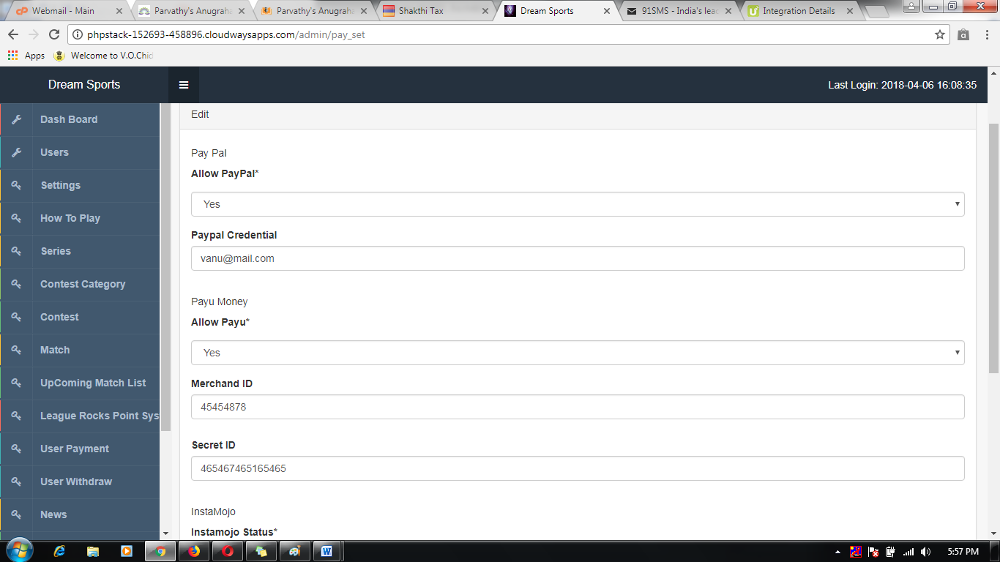 Webmail - Main
Parvathy's Anugraha
Parvathy's Anugraha
Shakthi Tax
Dream Sports
91SMS - India's lea
Integration Details
phpstack-152693-458896.cloudwaysapps.com/admin/pay_set
Apps
Welcome to V.O.Chid
Dream Sports
Last Login: 2018-04-06 16:08:35
Dash Board
Users
Settings
How To Play
Series
Contest Category
Contest
Match
UpComing Match List
League Rocks Point Sys
User Payment
User Withdraw
News
Edit
Pay Pal
Allow PayPal*
Yes
Paypal Credential
vanu@mail.com
Payu Money
Allow Payu*
Yes
Merchand ID
45454878
Secret ID
465467465165465
InstaMojo
Instamojo Status*
5:57 PM